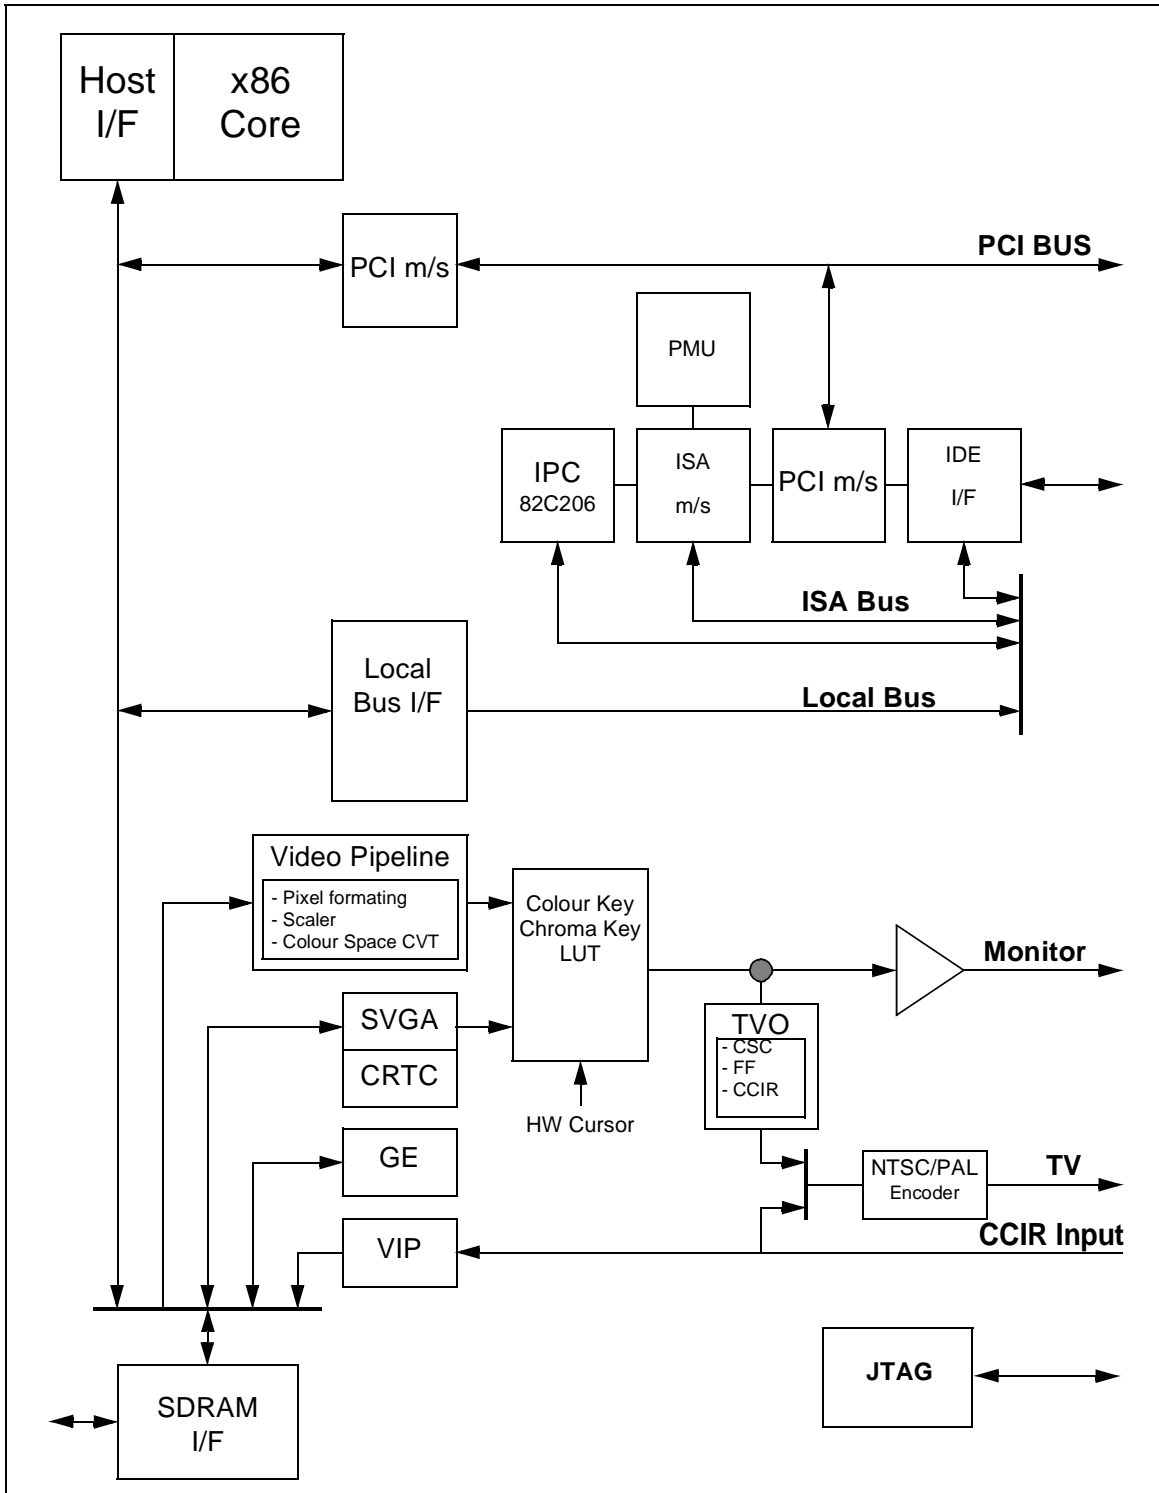 Host
I/F
x86
Core
PCI m/s
PCI BUS
PMU
IPC
82C206
ISA
m/s
PCI m/s
IDE
I/F
ISA Bus
Local
Bus I/F
Local Bus
Video Pipeline
- Pixel formating
- Scaler
- Colour Space CVT
Colour Key
Chroma Key
LUT
Monitor
SVGA
CRTC
TVO
- CSC
- FF
- CCIR
HW Cursor
GE
NTSC/PAL
Encoder
TV
VIP
CCIR Input
JTAG
SDRAM
I/F